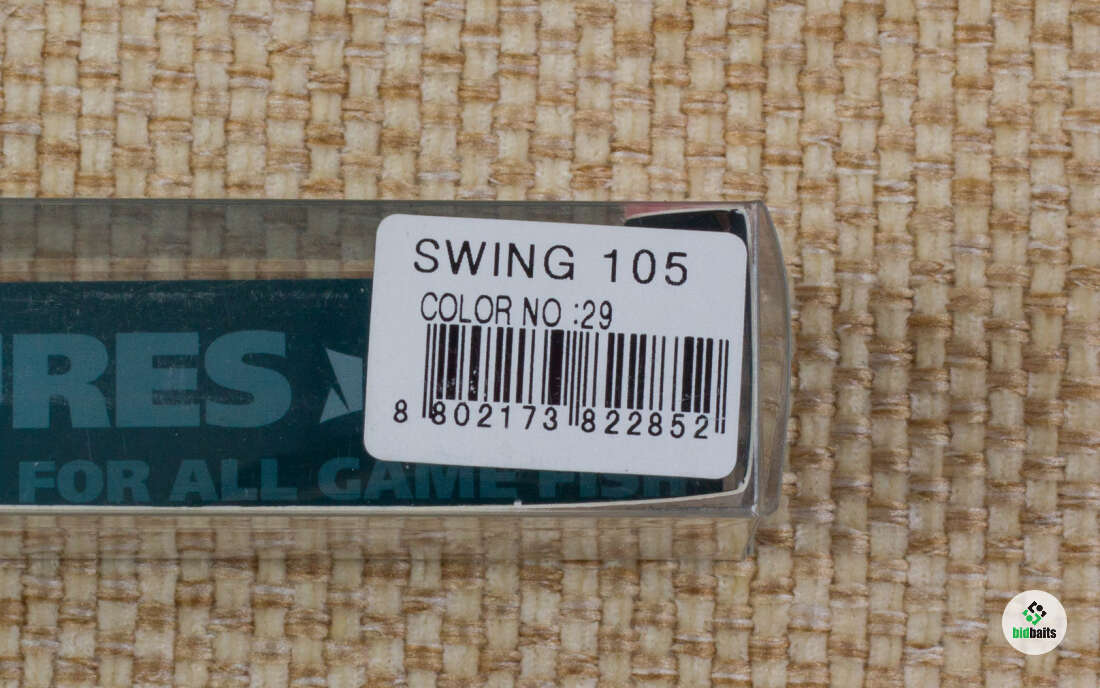 SWING 105
COLOR NO :29
8 802173 822852
RES
FOR ALL GAME FISH
bidbaits